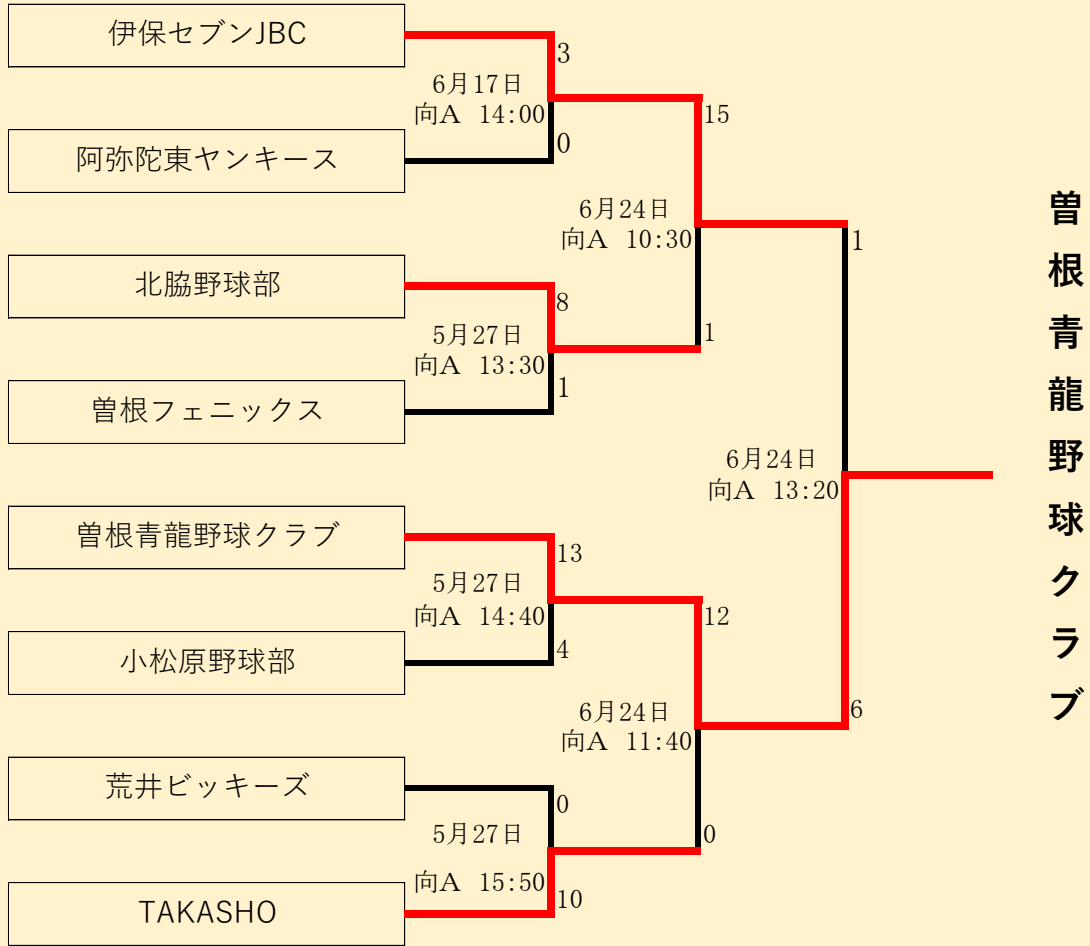 伊保セブンJBC
3
6月17日
向A 14:00
15
0
阿弥陀東ヤンキース
6月24日
向A 10:30
1
北脇野球部
8
5月27日
向A 13:30
1
1
曽根フェニックス
6月24日
向A 13:20
曽根青龍野球クラブ
13
5月27日
向A 14:40
12
4
小松原野球部
6月24日
向A 11:40
6
荒井ビッキーズ
0
5月27日
0
向A 15:50
10
TAKASHO
曽根青龍野球クラブ